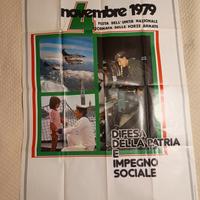 4 novembre 1979
FESTA DELL'UNITA' NAZIONALE
GIORNATA DELLE FORZE ARMATE
DIFESA
DELLA PATRIA
E
IMPEGNO
SOCIALE